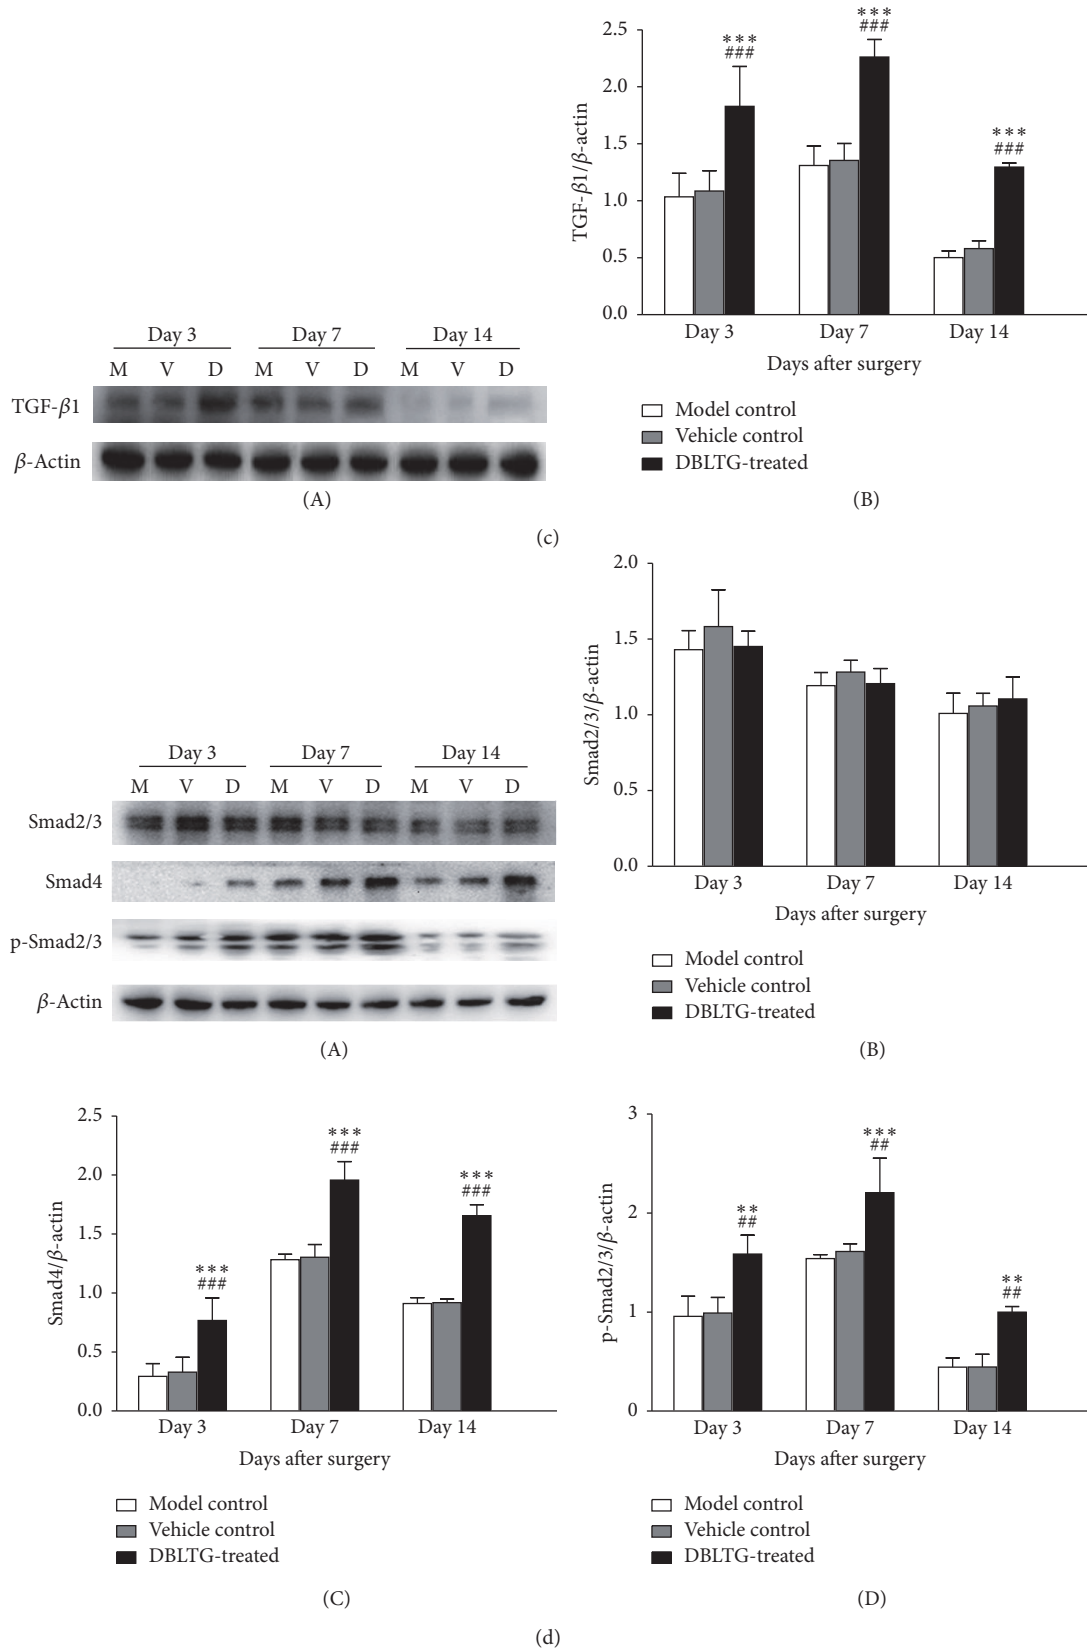 Day 3 Day 7 Day 14
M V D M V D M V D
TGF-β1
β-Actin
(A)
TGF-β1/β-actin
2.5
2.0
1.5
1.0
0.5
0.0
***
###
***
###
***
###
Day 3 Day 7 Day 14
Days after surgery
Model control
Vehicle control
DBLTG-treated
(B)
(c)
Day 3 Day 7 Day 14
M V D M V D M V D
Smad2/3
Smad4
p-Smad2/3
β-Actin
(A)
Smad2/3/β-actin
2.0
1.5
1.0
0.5
0.0
Day 3 Day 7 Day 14
Days after surgery
Model control
Vehicle control
DBLTG-treated
(B)
Smad4/β-actin
2.5
2.0
1.5
1.0
0.5
0.0
***
###
***
###
***
###
Day 3 Day 7 Day 14
Days after surgery
Model control
Vehicle control
DBLTG-treated
(C)
p-Smad2/3/β-actin
3
2
1
0
**
##
***
##
**
##
Day 3 Day 7 Day 14
Days after surgery
Model control
Vehicle control
DBLTG-treated
(D)
(d)